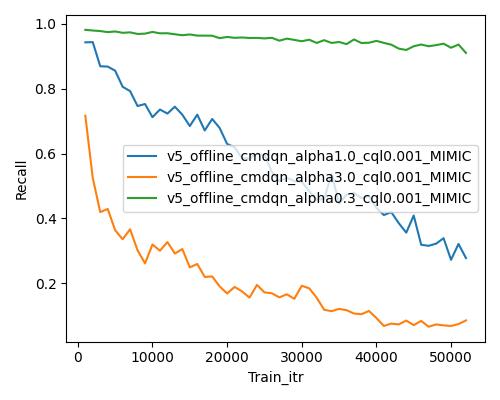 1.0
0.8
0.6
0.4
0.2
Recall
v5_offline_cmdqn_alpha1.0_cql0.001_MIMIC
v5_offline_cmdqn_alpha3.0_cql0.001_MIMIC
v5_offline_cmdqn_alpha0.3_cql0.001_MIMIC
0 10000 20000 30000 40000 50000
Train_itr